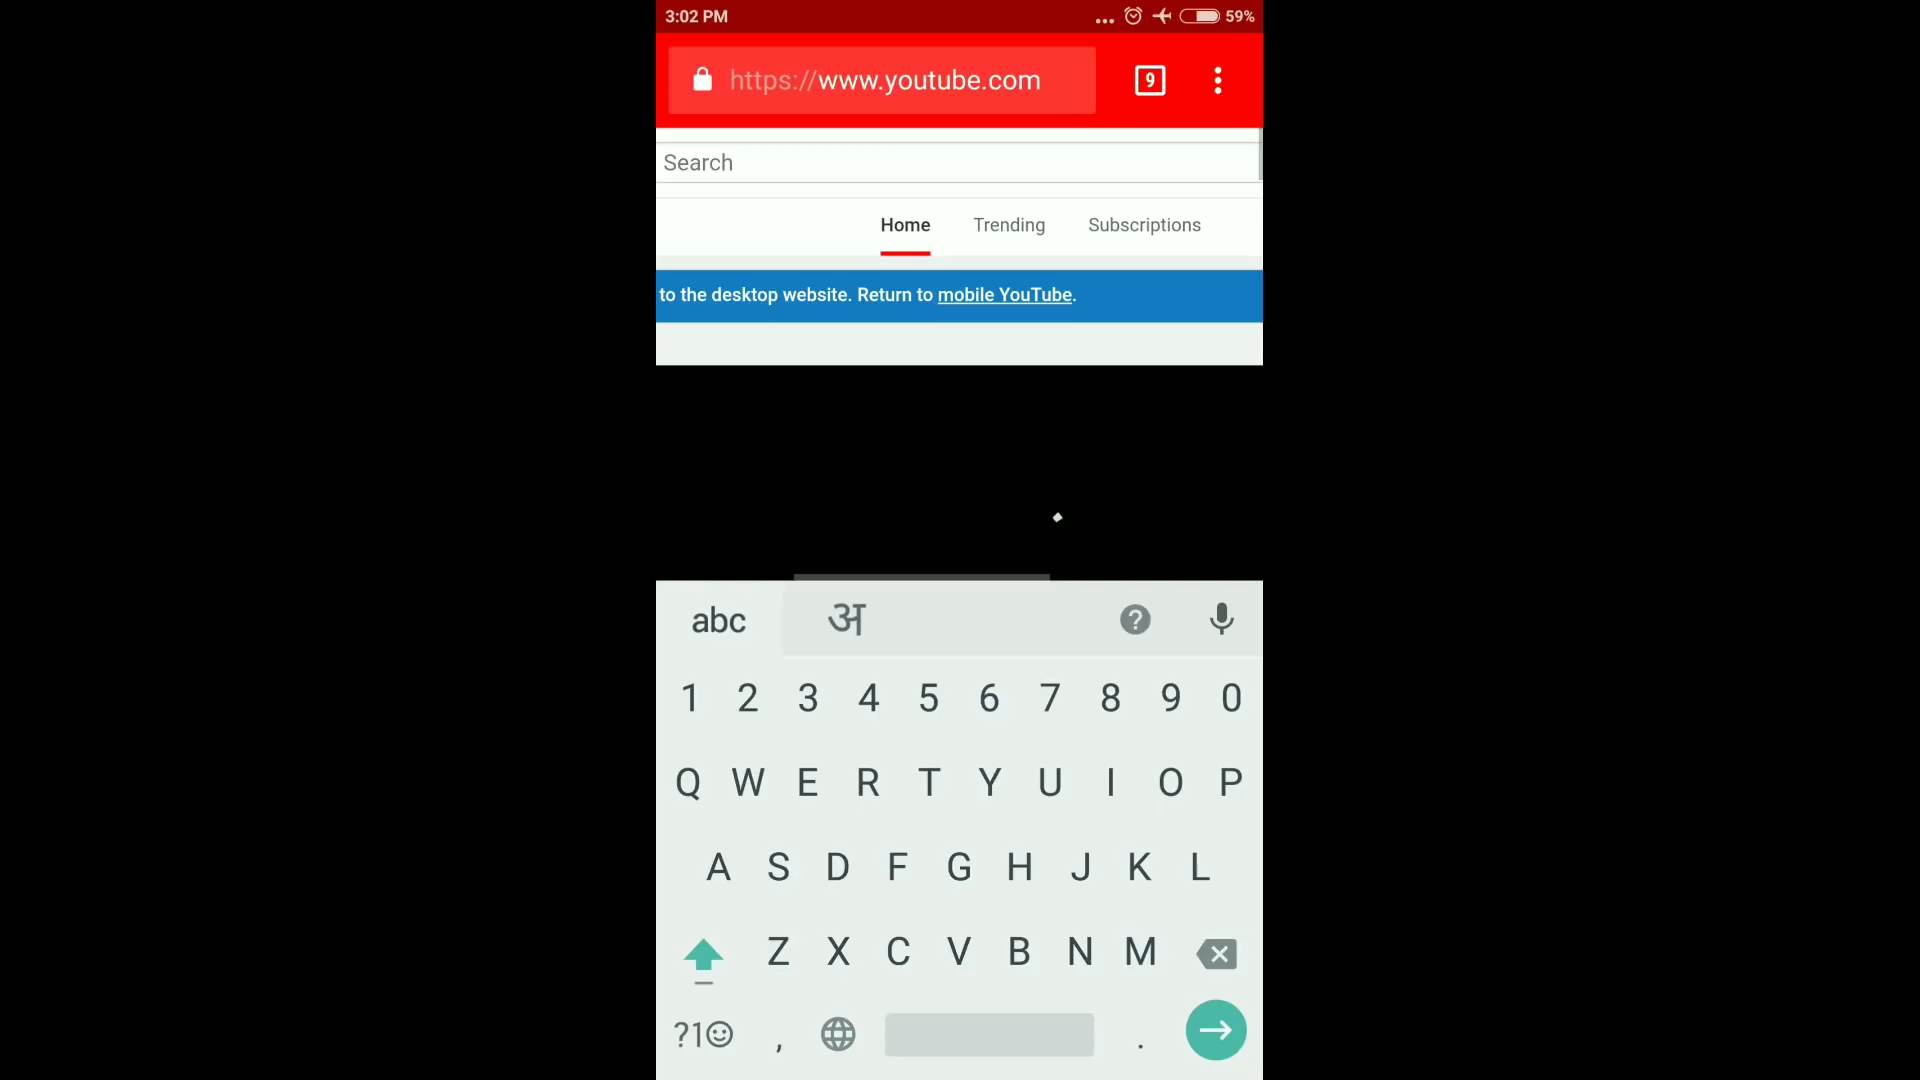 3:02 PM ... 59%
https://www.youtube.com 9
Search
Home Trending Subscriptions
to the desktop website. Return to mobile YouTube.
abc अ ?
1 2 3 4 5 6 7 8 9 0
Q W E R T Y U I O P
A S D F G H J K L
Z X C V B N M
?1☺ , .